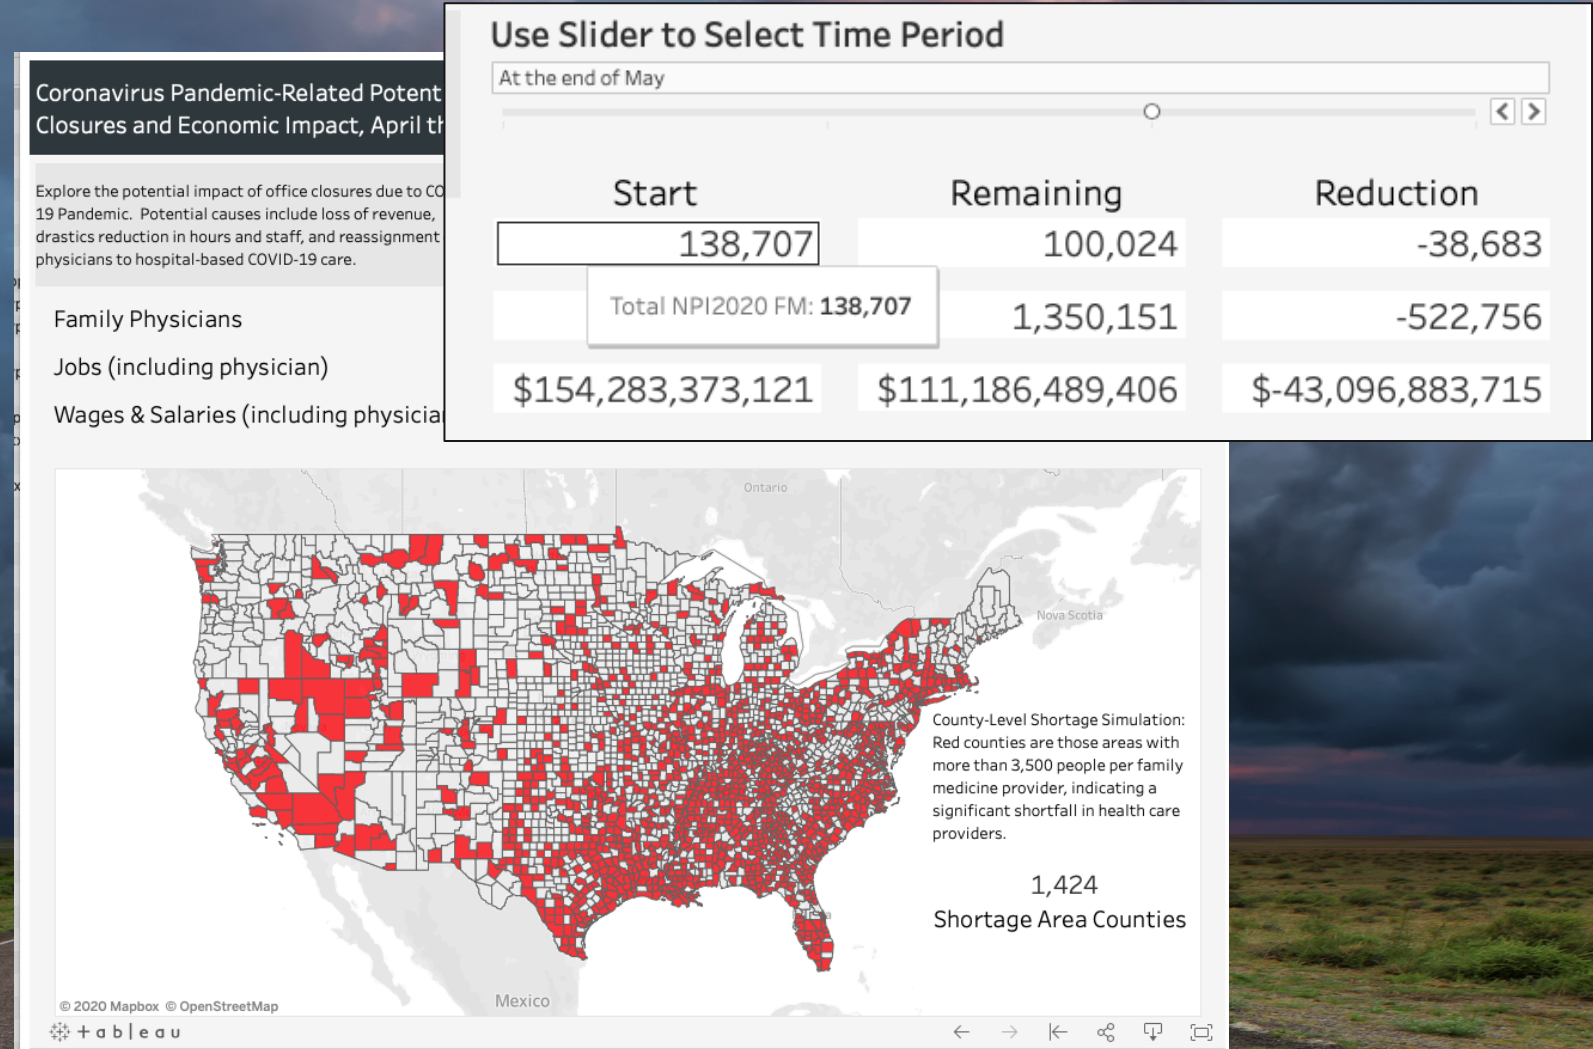 Use Slider to Select Time Period
At the end of May
Start Remaining Reduction
138,707 100,024 -38,683
Total NPI2020 FM: 138,707
1,350,151 -522,756
$154,283,373,121 $111,186,489,406 $-43,096,883,715
Coronavirus Pandemic-Related Potent
Closures and Economic Impact, April th
Explore the potential impact of office closures due to CO
19 Pandemic. Potential causes include loss of revenue,
drastics reduction in hours and staff, and reassignment
physicians to hospital-based COVID-19 care.
Family Physicians
Jobs (including physician)
Wages & Salaries (including physicia
Ontario
Nova Scotia
County-Level Shortage Simulation:
Red counties are those areas with
more than 3,500 people per family
medicine provider, indicating a
significant shortfall in health care
providers.
1,424
Shortage Area Counties
Mexico
© 2020 Mapbox © OpenStreetMap
+ a b | e a u